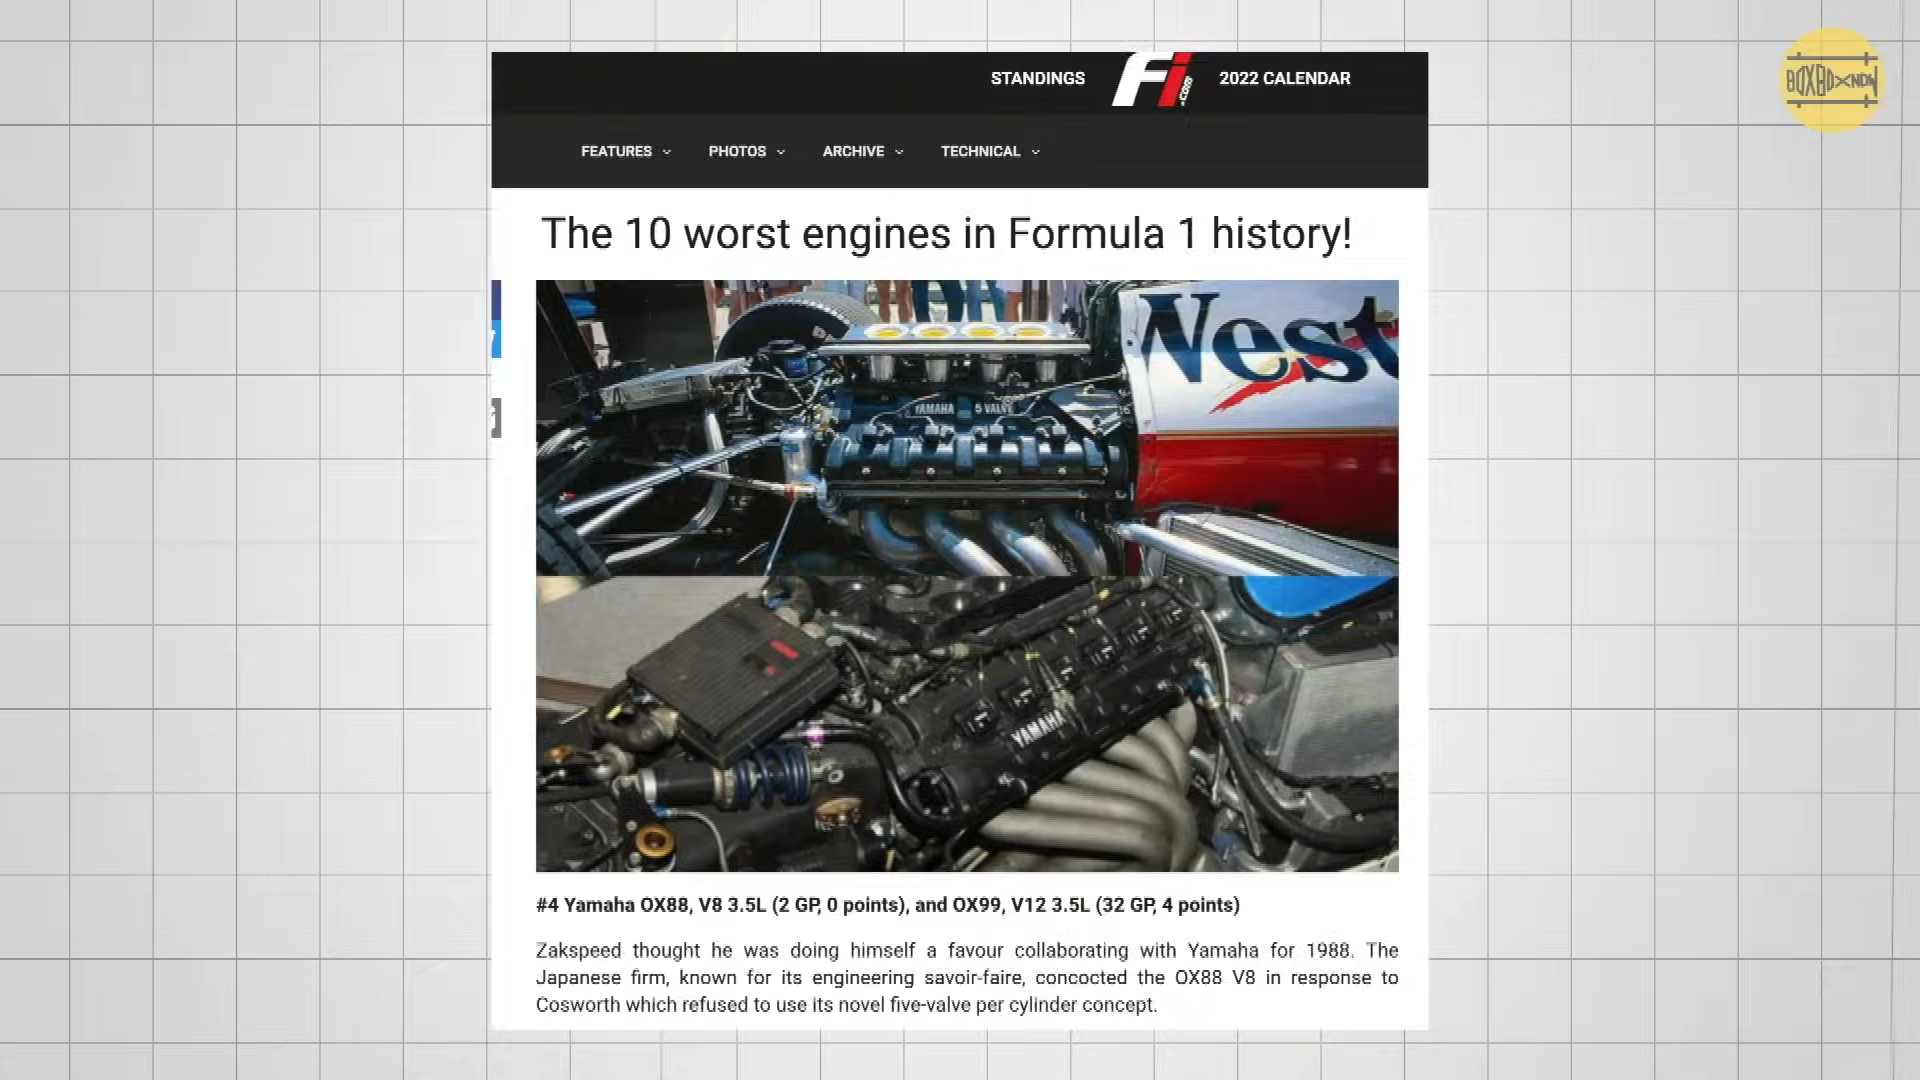 STANDINGS
Fi
.com
2022 CALENDAR
BOXBOXNOW
FEATURES
PHOTOS
ARCHIVE
TECHNICAL
The 10 worst engines in Formula 1 history!
West
YAMAHA 5 VALVE
YAMAHA
#4 Yamaha OX88, V8 3.5L (2 GP, 0 points), and OX99, V12 3.5L (32 GP, 4 points)
Zakspeed thought he was doing himself a favour collaborating with Yamaha for 1988. The
Japanese firm, known for its engineering savoir-faire, concocted the OX88 V8 in response to
Cosworth which refused to use its novel five-valve per cylinder concept.